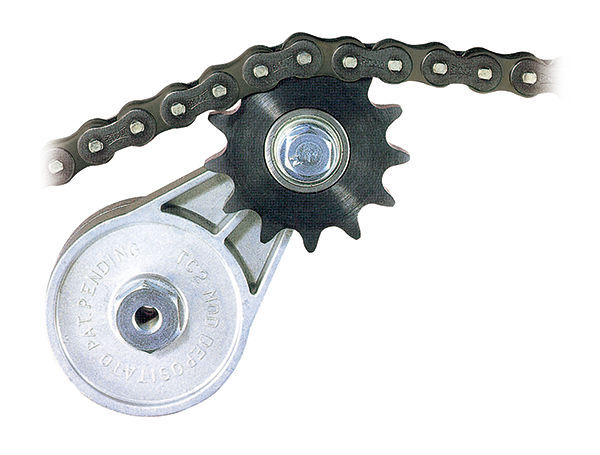 PAT.PENDING
TC2 MOD DEPOSITATO